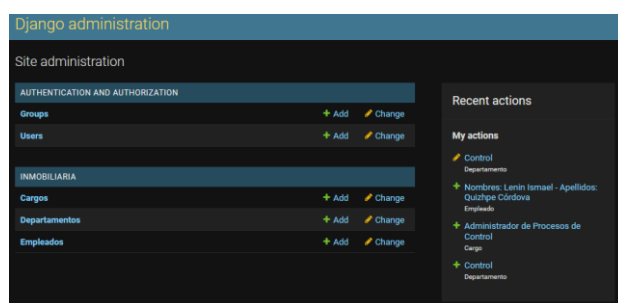 Django administration
Site administration
AUTHENTICATION AND AUTHORIZATION
Groups + Add Change
Users + Add Change
INMOBILIARIA
Cargos + Add Change
Departamentos + Add Change
Empleados + Add Change
Recent actions
My actions
Control
Departamento
+ Nombres: Lenin Ismael - Apellidos:
Quizhpe Córdova
Empleado
+ Administrador de Procesos de
Control
Cargo
+ Control
Departamento